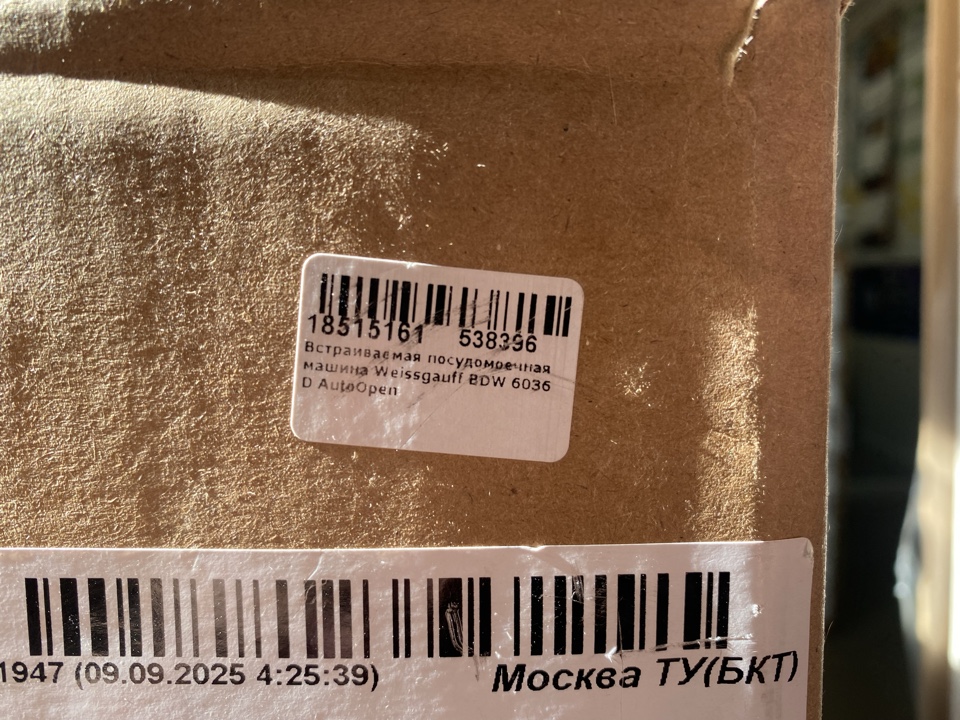 18515161 538396
Встраиваемая посудомоечная
машина Weissgauff BDW 6036
D AutoOpen
1947 (09.09.2025 4:25:39)
Москва ТУ(БКТ)